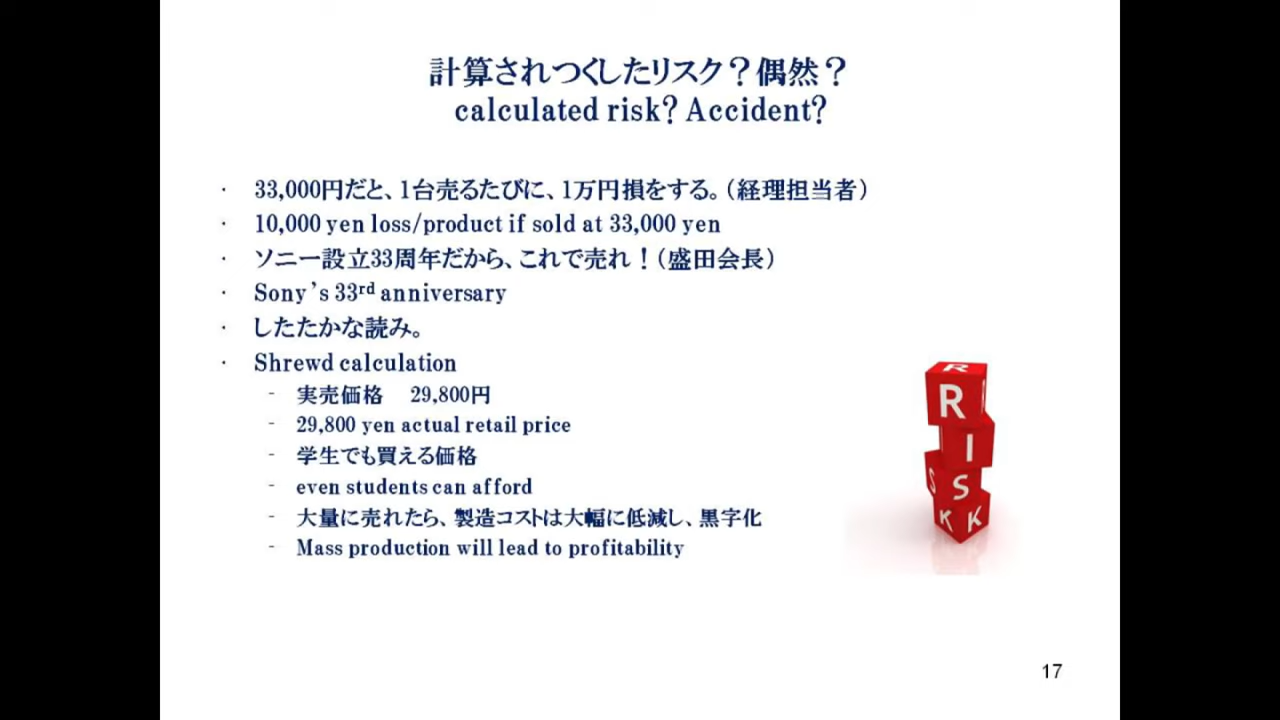 計算されつくしたリスク？偶然？
calculated risk? Accident?
· 33,000円だと、1台売るたびに、1万円損をする。（経理担当者）
· 10,000 yen loss/product if sold at 33,000 yen
· ソニー設立33周年だから、これで売れ！（盛田会長）
· Sony’s 33rd anniversary
· したたかな読み。
· Shrewd calculation
- 実売価格　29,800円
- 29,800 yen actual retail price
- 学生でも買える価格
- even students can afford
- 大量に売れたら、製造コストは大幅に低減し、黒字化
- Mass production will lead to profitability
R
R
I
S
S
K K
17